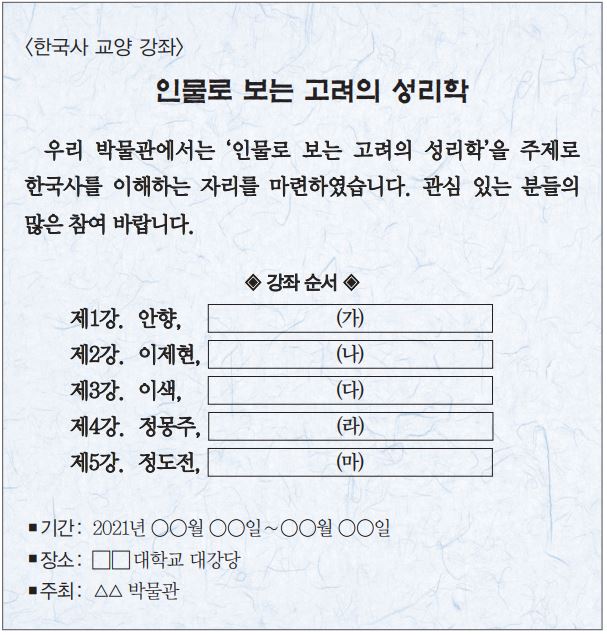 〈한국사 교양 강좌〉
인물로 보는 고려의 성리학
우리 박물관에서는 ‘인물로 보는 고려의 성리학’을 주제로
한국사를 이해하는 자리를 마련하였습니다. 관심 있는 분들의
많은 참여 바랍니다.
◈ 강좌 순서 ◈
제1강. 안향, (가)
제2강. 이제현, (나)
제3강. 이색, (다)
제4강. 정몽주, (라)
제5강. 정도전, (마)
■ 기간: 2021년 ○○월 ○○일~○○월 ○○일
■ 장소: □□대학교 대강당
■ 주최: △△ 박물관